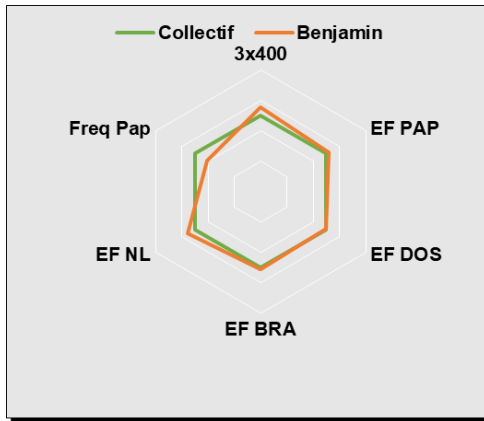 Collectif Benjamin
3x400
Freq Pap EF PAP
EF NL EF DOS
EF BRA